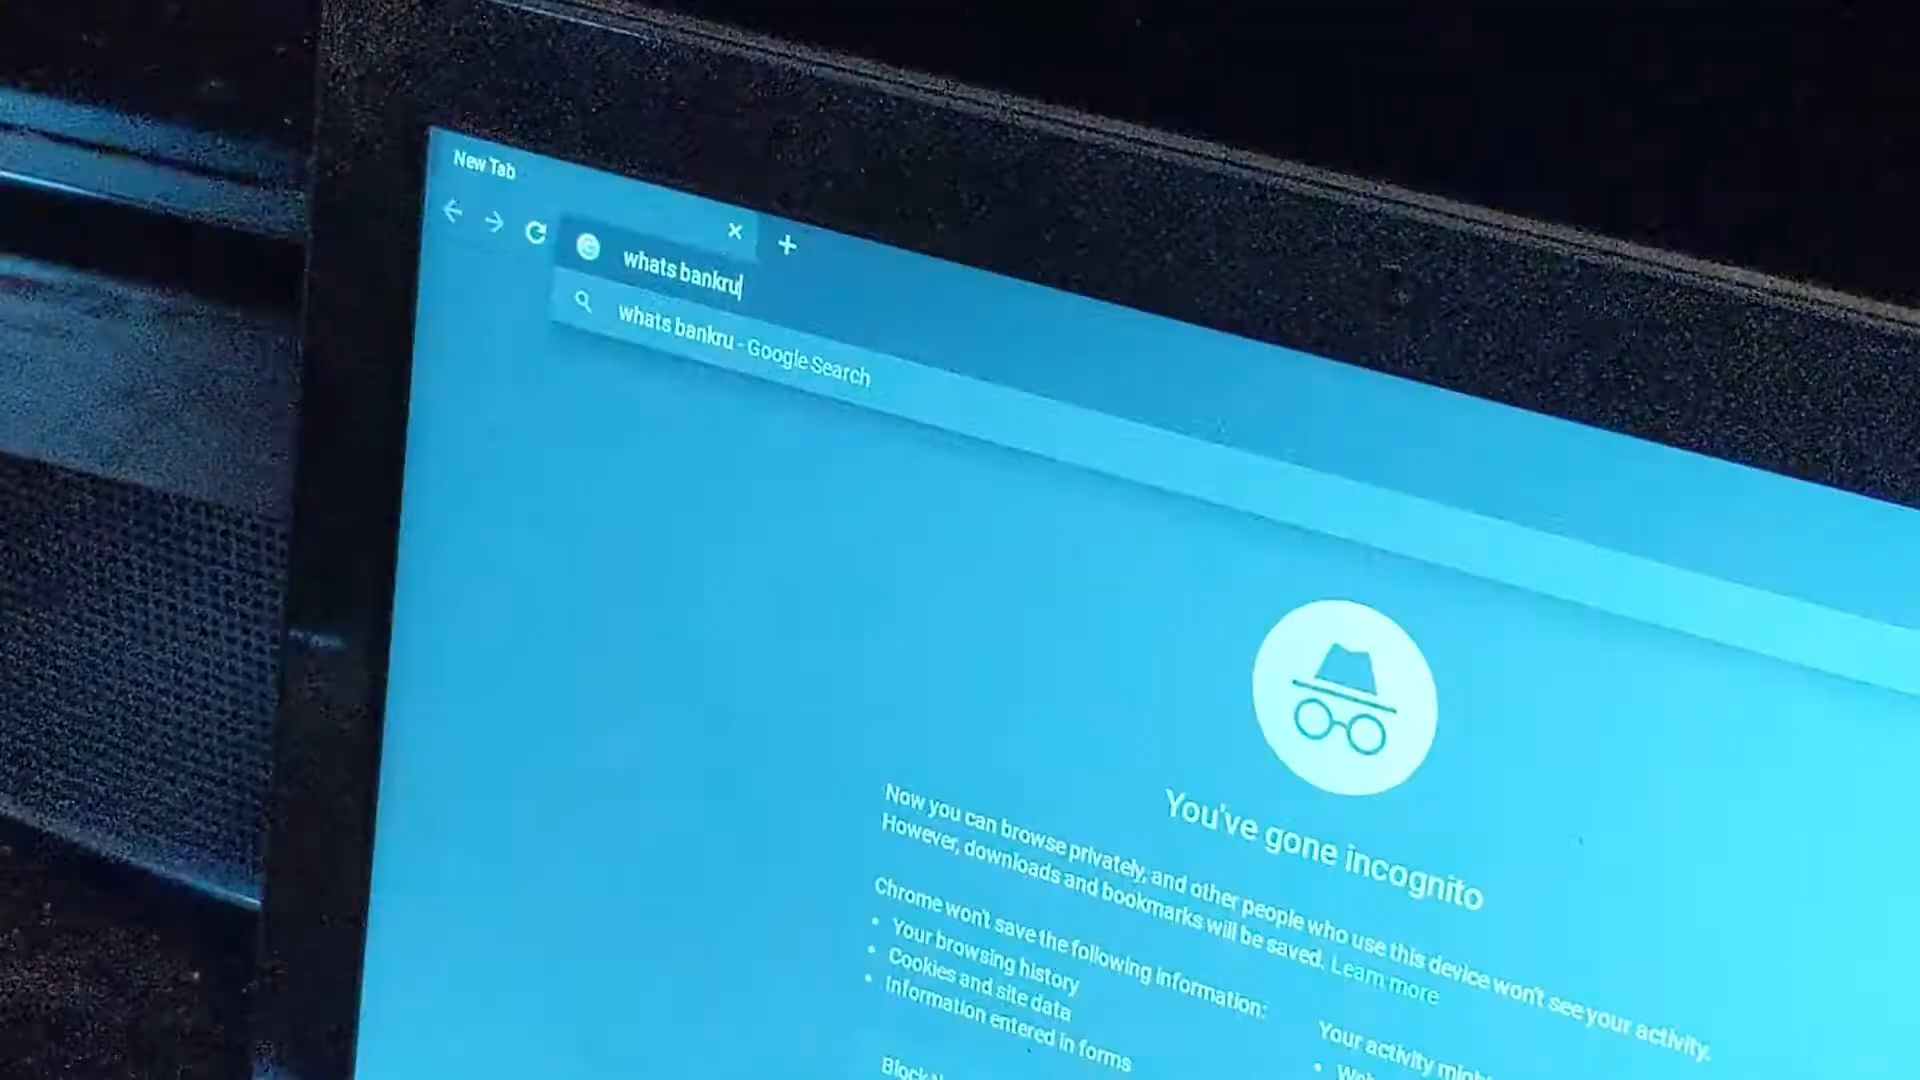 New Tab
whats bankru
whats bankru - Google Search
You've gone incognito
Now you can browse privately, and other people who use this device won't see your activity.
However, downloads and bookmarks will be saved. Learn more
Chrome won't save the following information:
• Your browsing history
• Cookies and site data
• Information entered in forms
Your activity might